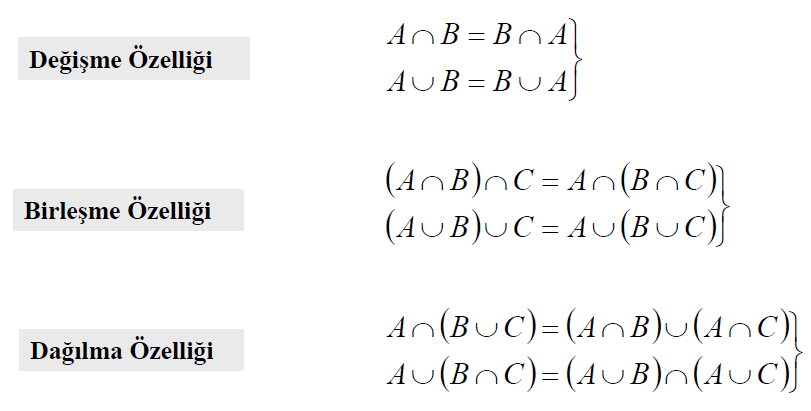 Değişme Özelliği
A ∩ B = B ∩ A
A ∪ B = B ∪ A
Birleşme Özelliği
(A ∩ B) ∩ C = A ∩ (B ∩ C)
(A ∪ B) ∪ C = A ∪ (B ∪ C)
Dağılma Özelliği
A ∩ (B ∪ C) = (A ∩ B) ∪ (A ∩ C)
A ∪ (B ∩ C) = (A ∪ B) ∩ (A ∪ C)